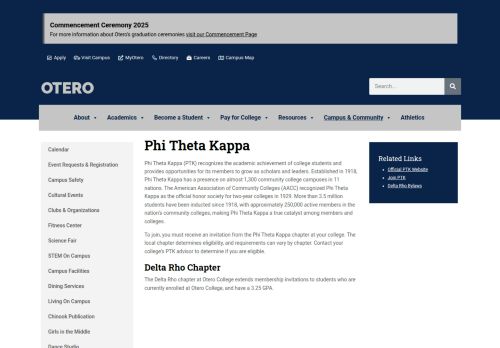 Commencement Ceremony 2025
For more information about Otero's graduation ceremonies visit our Commencement Page
Apply Visit Campus MyOtero Directory Careers Campus Map
OTERO
Search...
About Academics Become a Student Pay for College Resources Campus & Community Athletics
Calendar
Event Requests & Registration
Campus Safety
Cultural Events
Clubs & Organizations
Fitness Center
Science Fair
STEM On Campus
Campus Facilities
Dining Services
Living On Campus
Chinook Publication
Girls in the Middle
Dance Studio
Phi Theta Kappa
Phi Theta Kappa (PTK) recognizes the academic achievement of college students and
provides opportunities for its members to grow as scholars and leaders. Established in 1918,
Phi Theta Kappa has a presence on almost 1,300 community college campuses in 11
nations. The American Association of Community Colleges (AACC) recognized Phi Theta
Kappa as the official honor society for two-year colleges in 1929. More than 3.5 million
students have been inducted since 1918, with approximately 250,000 active members in the
nation's community colleges, making Phi Theta Kappa a true catalyst among members and
colleges.
To join, you must receive an invitation from the Phi Theta Kappa chapter at your college. The
local chapter determines eligibility, and requirements can vary by chapter. Contact your
college's PTK advisor to determine if you are eligible.
Delta Rho Chapter
The Delta Rho chapter at Otero College extends membership invitations to students who are
currently enrolled at Otero College, and have a 3.25 GPA.
Related Links
Official PTK Website
Join PTK
Delta Rho Bylaws